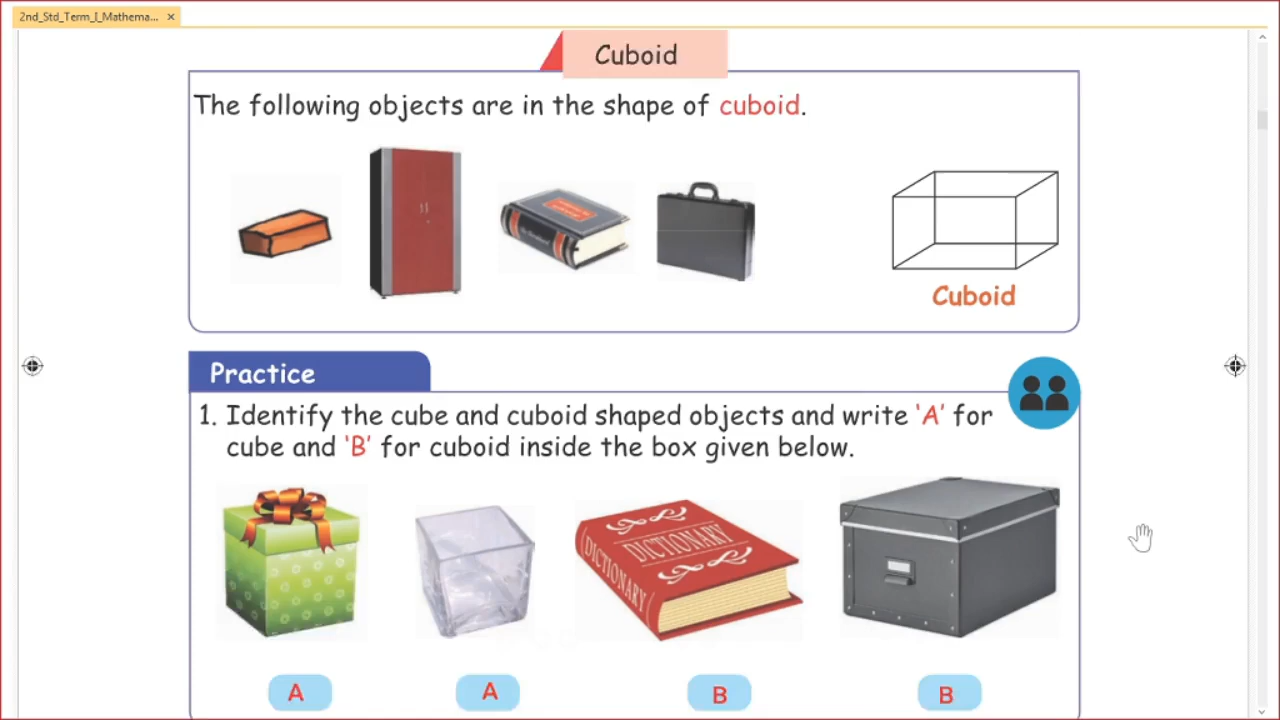 2nd_Std_Term_I_Mathema...
Cuboid
The following objects are in the shape of cuboid.
Cuboid
Practice
1. Identify the cube and cuboid shaped objects and write 'A' for
cube and 'B' for cuboid inside the box given below.
DICTIONARY
DICTIONARY
A A B B